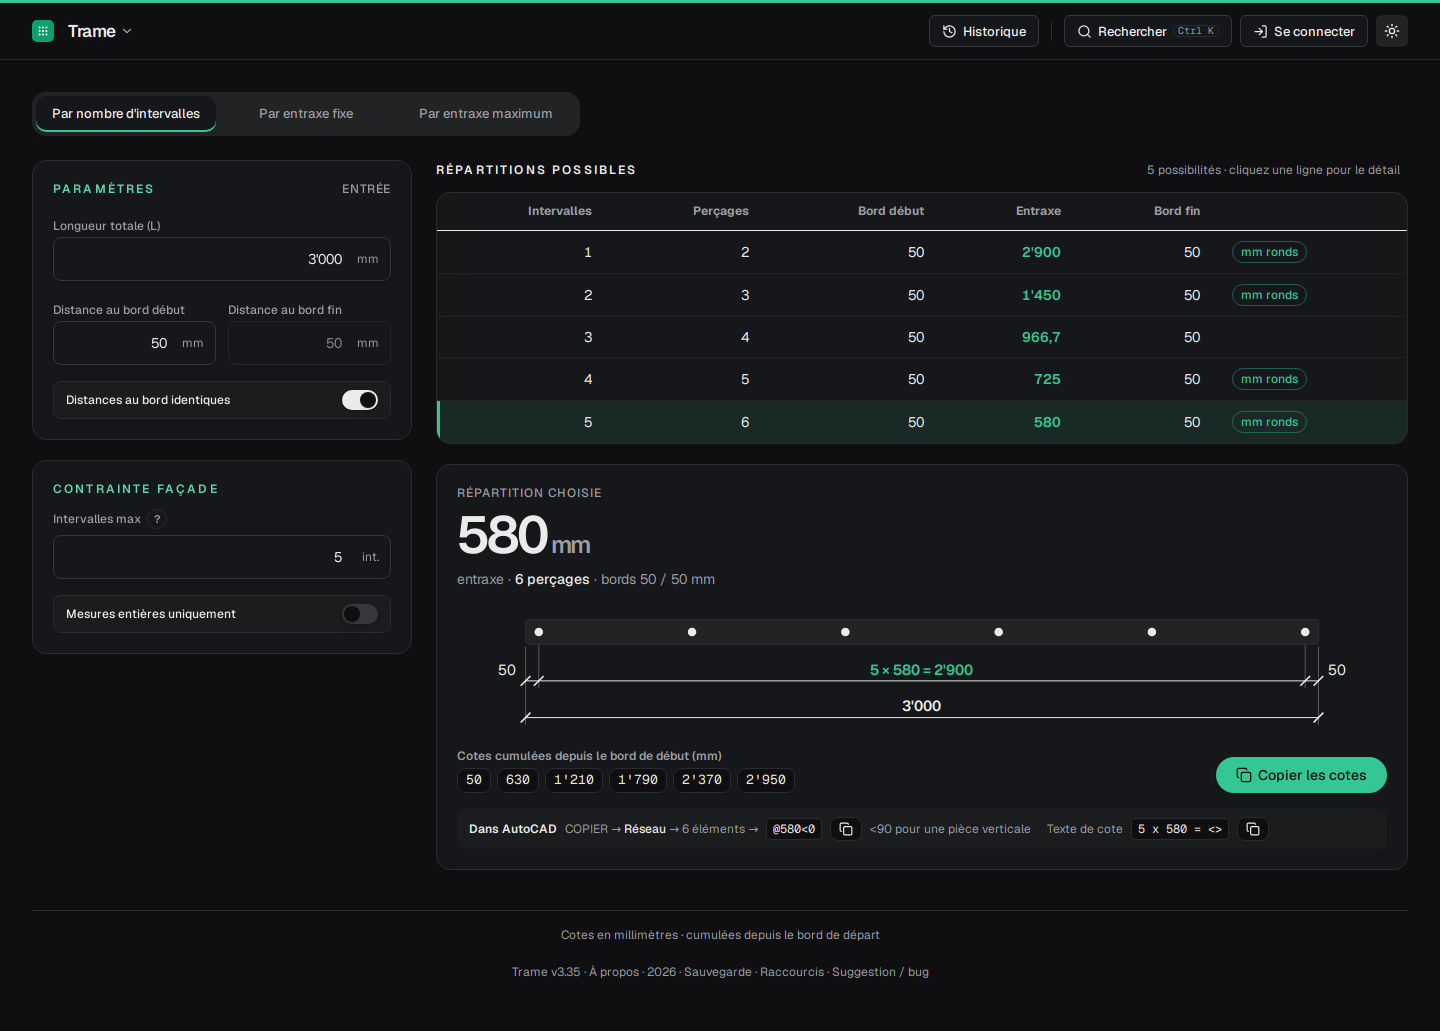 Trame
Historique
Rechercher Ctrl K
Se connecter
Par nombre d'intervalles
Par entraxe fixe
Par entraxe maximum
PARAMÈTRES
ENTRÉE
Longueur totale (L)
3'000 mm
Distance au bord début
Distance au bord fin
50 mm
50 mm
Distances au bord identiques
CONTRAINTE FAÇADE
Intervalles max ?
5 int.
Mesures entières uniquement
RÉPARTITIONS POSSIBLES
5 possibilités · cliquez une ligne pour le détail
Intervalles Perçages Bord début Entraxe Bord fin
1 2 50 2'900 50 mm ronds
2 3 50 1'450 50 mm ronds
3 4 50 966,7 50
4 5 50 725 50 mm ronds
5 6 50 580 50 mm ronds
RÉPARTITION CHOISIE
580 mm
entraxe · 6 perçages · bords 50 / 50 mm
50 5 × 580 = 2'900 50
3'000
Cotes cumulées depuis le bord de début (mm)
50 630 1'210 1'790 2'370 2'950
Copier les cotes
Dans AutoCAD COPIER → Réseau → 6 éléments → @580<0 <90 pour une pièce verticale Texte de cote 5 x 580 = <>
Cotes en millimètres · cumulées depuis le bord de départ
Trame v3.35 · À propos · 2026 · Sauvegarde · Raccourcis · Suggestion / bug